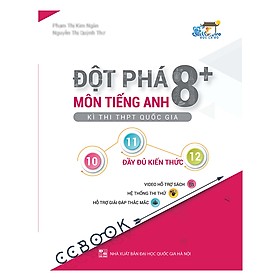 Phạm Thị Kim Ngân
Nguyễn Thị Quỳnh Thư
ĐỘT PHÁ 8+
MÔN TIẾNG ANH
KÌ THI THPT QUỐC GIA
10 11 12
ĐẦY ĐỦ KIẾN THỨC
VIDEO HỖ TRỢ SÁCH
HỆ THỐNG THI THỬ
HỖ TRỢ GIẢI ĐÁP THẮC MẮC
CCBOOK
NHÀ XUẤT BẢN ĐẠI HỌC QUỐC GIA HÀ NỘI